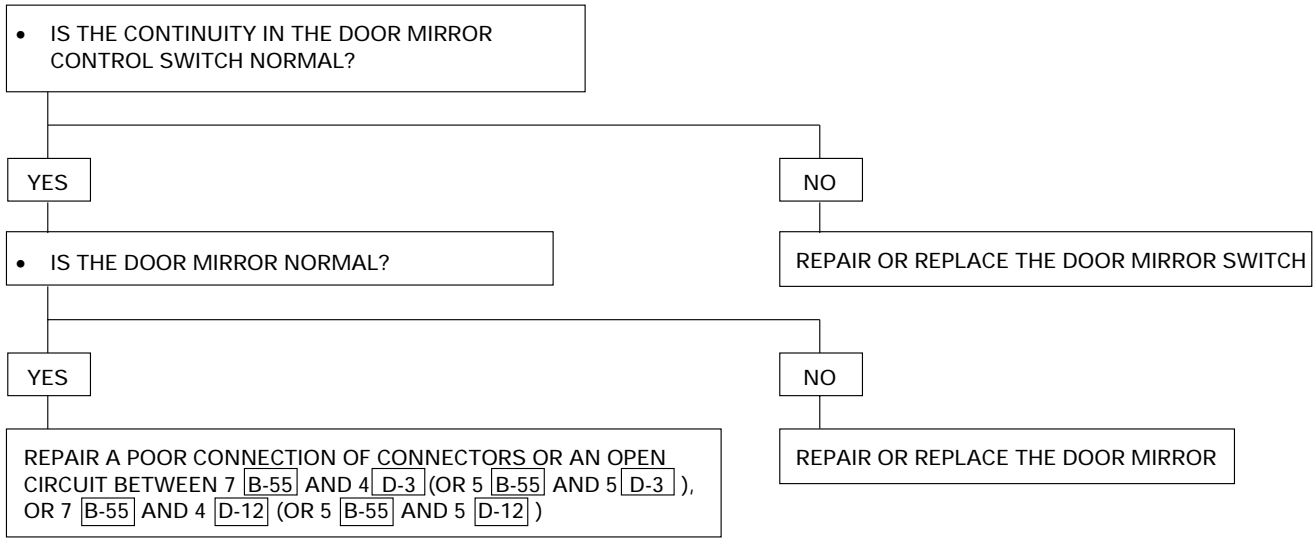 • IS THE CONTINUITY IN THE DOOR MIRROR
CONTROL SWITCH NORMAL?
YES
NO
• IS THE DOOR MIRROR NORMAL?
REPAIR OR REPLACE THE DOOR MIRROR SWITCH
YES
NO
REPAIR A POOR CONNECTION OF CONNECTORS OR AN OPEN
CIRCUIT BETWEEN 7 B-55 AND 4 D-3 (OR 5 B-55 AND 5 D-3 ),
OR 7 B-55 AND 4 D-12 (OR 5 B-55 AND 5 D-12 )
REPAIR OR REPLACE THE DOOR MIRROR